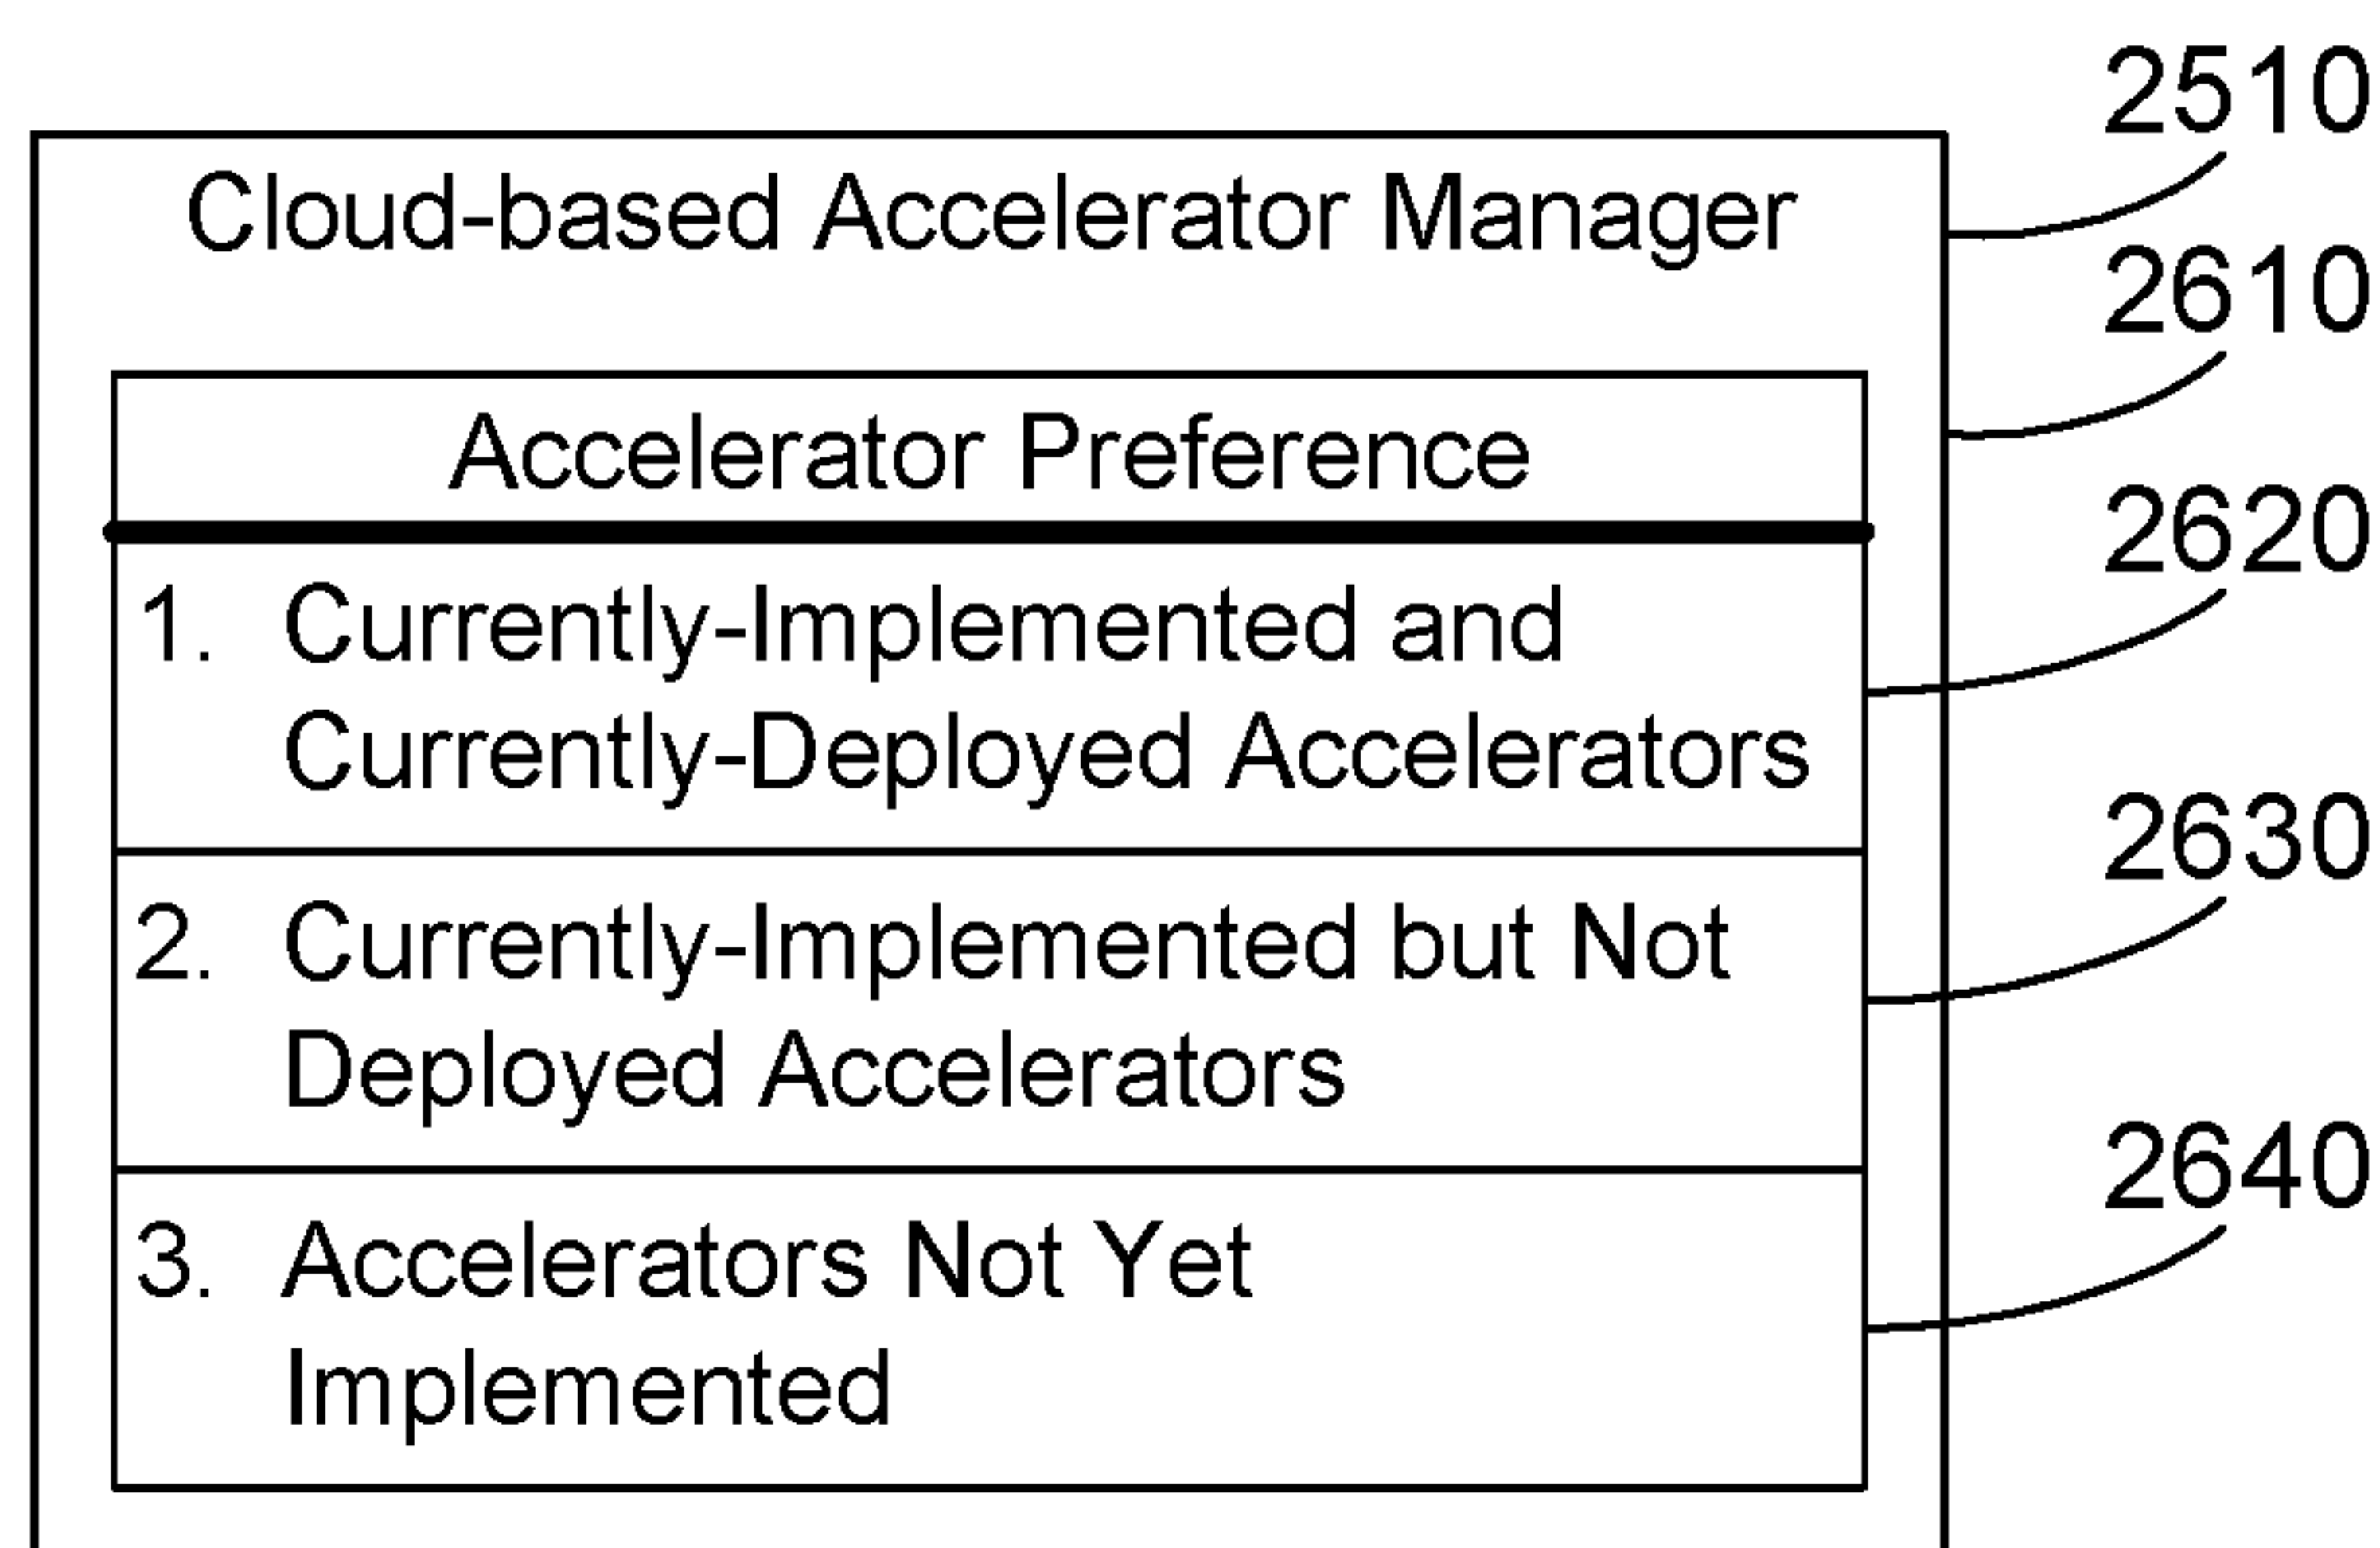 2510
Cloud-based Accelerator Manager
2610
Accelerator Preference
2620
1. Currently-Implemented and
Currently-Deployed Accelerators
2630
2. Currently-Implemented but Not
Deployed Accelerators
2640
3. Accelerators Not Yet
Implemented